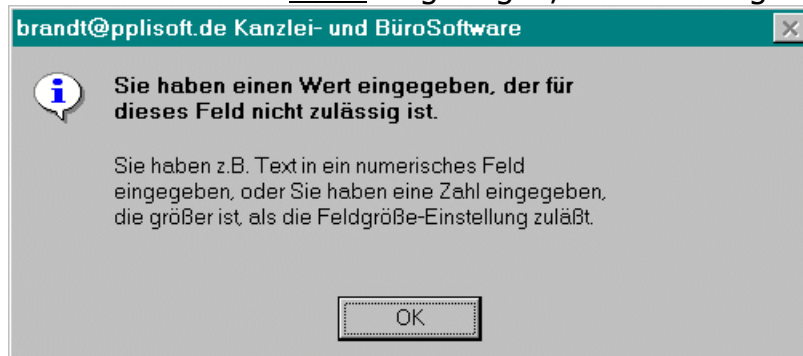 brandt@pplisoft.de Kanzlei- und BüroSoftware
Sie haben einen Wert eingegeben, der für
dieses Feld nicht zulässig ist.
Sie haben z.B. Text in ein numerisches Feld
eingegeben, oder Sie haben eine Zahl eingegeben,
die größer ist, als die Feldgröße-Einstellung zuläßt.
OK